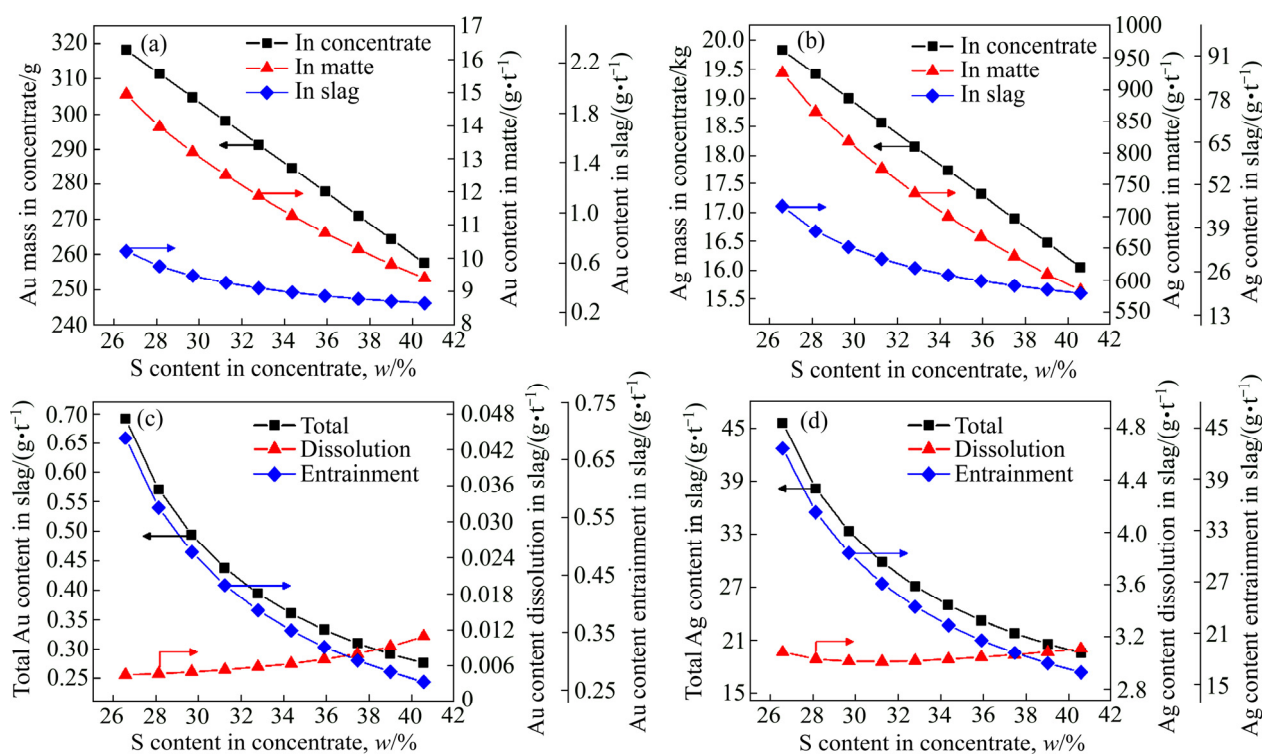 (a)
In concentrate
In matte
In slag
Au mass in concentrate/g
320
310
300
290
280
270
260
250
240
26 28 30 32 34 36 38 40 42
S content in concentrate, w/%
17
16
15
14
13
12
11
10
9
8
Au content in matte/(g•t⁻¹)
2.2
1.8
1.4
1.0
0.6
0.2
Au content in slag/(g•t⁻¹)
(b)
In concentrate
In matte
In slag
Ag mass in concentrate/kg
20.0
19.5
19.0
18.5
18.0
17.5
17.0
16.5
16.0
15.5
26 28 30 32 34 36 38 40 42
S content in concentrate, w/%
1000
950
900
850
800
750
700
650
600
550
Ag content in matte/(g•t⁻¹)
91
78
65
52
39
26
13
Ag content in slag/(g•t⁻¹)
(c)
Total
Dissolution
Entrainment
Total Au content in slag/(g•t⁻¹)
0.70
0.65
0.60
0.55
0.50
0.45
0.40
0.35
0.30
0.25
26 28 30 32 34 36 38 40 42
S content in concentrate, w/%
0.048
0.042
0.036
0.030
0.024
0.018
0.012
0.006
0
Au content dissolution in slag/(g•t⁻¹)
0.75
0.65
0.55
0.45
0.35
0.25
Au content entrainment in slag/(g•t⁻¹)
(d)
Total
Dissolution
Entrainment
Total Ag content in slag/(g•t⁻¹)
45
39
33
27
21
15
26 28 30 32 34 36 38 40 42
S content in concentrate, w/%
4.8
4.4
4.0
3.6
3.2
2.8
Ag content dissolution in slag/(g•t⁻¹)
45
39
33
27
21
15
Ag content entrainment in slag/(g•t⁻¹)